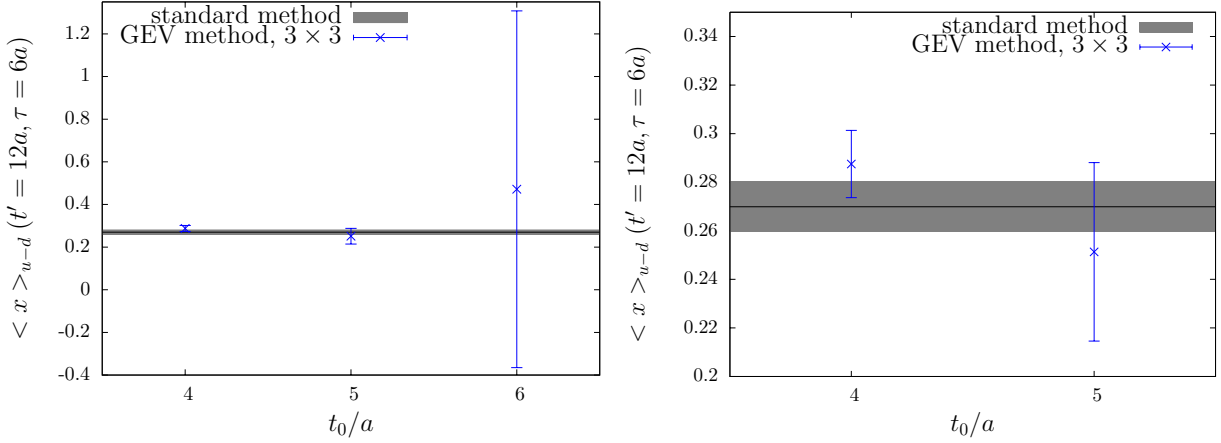 standard method
GEV method, 3 × 3
< x >u−d (t′ = 12a, τ = 6a)
1.2
1
0.8
0.6
0.4
0.2
0
-0.2
-0.4
4
5
6
t0/a
standard method
GEV method, 3 × 3
< x >u−d (t′ = 12a, τ = 6a)
0.34
0.32
0.3
0.28
0.26
0.24
0.22
0.2
4
5
t0/a